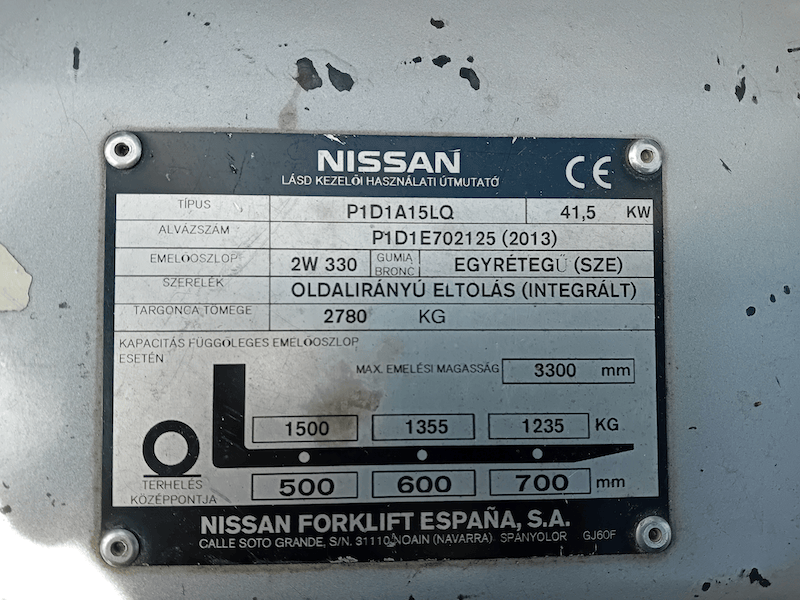 NISSAN
LÁSD KEZELŐI HASZNÁLATI ÚTMUTATÓ
CE
TÍPUS P1D1A15LQ 41,5 KW
ALVÁZSZÁM P1D1E702125 (2013)
EMELŐOSZLOP 2W 330 GUMIA BRONC EGYRÉTEGŰ (SZE)
SZERELÉK OLDALIRÁNYÚ ELTOLÁS (INTEGRÁLT)
TARGONCA TÖMEGE 2780 KG
KAPACITÁS FÜGGŐLEGES EMELŐOSZLOP
ESETÉN
MAX. EMELÉSI MAGASSÁG 3300 mm
1500 1355 1235 KG
TERHELÉS
KÖZÉPPONTJA
500 600 700 mm
NISSAN FORKLIFT ESPAÑA, S.A.
CALLE SOTO GRANDE, S/N. 31110 NOAIN (NAVARRA) SPANYOLOR GJ60F